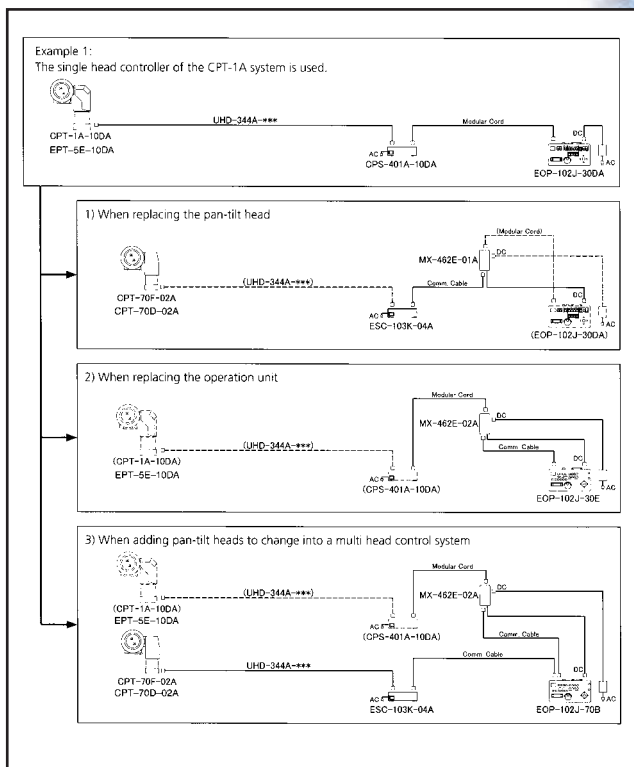 Example 1:
The single head controller of the CPT-1A system is used.
UHD-344A-***
Modular Cord
DC
CPT-1A-10DA
EPT-5E-10DA
AC
CPS-401A-10DA
AC
EOP-102J-30DA
1) When replacing the pan-tilt head
(Modular Cord)
MX-462E-01A
DC
(UHD-344A-***)
Comm. Cable
DC
CPT-70F-02A
CPT-70D-02A
AC
ESC-103K-04A
AC
(EOP-102J-30DA)
2) When replacing the operation unit
Modular Cord
MX-462E-02A
DC
(UHD-344A-***)
Comm. Cable
DC
(CPT-1A-10DA)
EPT-5E-10DA
AC
(CPS-401A-10DA)
AC
EOP-102J-30E
3) When adding pan-tilt heads to change into a multi head control system
Modular Cord
(UHD-344A-***)
MX-462E-02A
DC
(CPT-1A-10DA)
EPT-5E-10DA
AC
(CPS-401A-10DA)
Comm. Cable
UHD-344A-***
Comm. Cable
DC
CPT-70F-02A
CPT-70D-02A
AC
ESC-103K-04A
AC
EOP-102J-70B